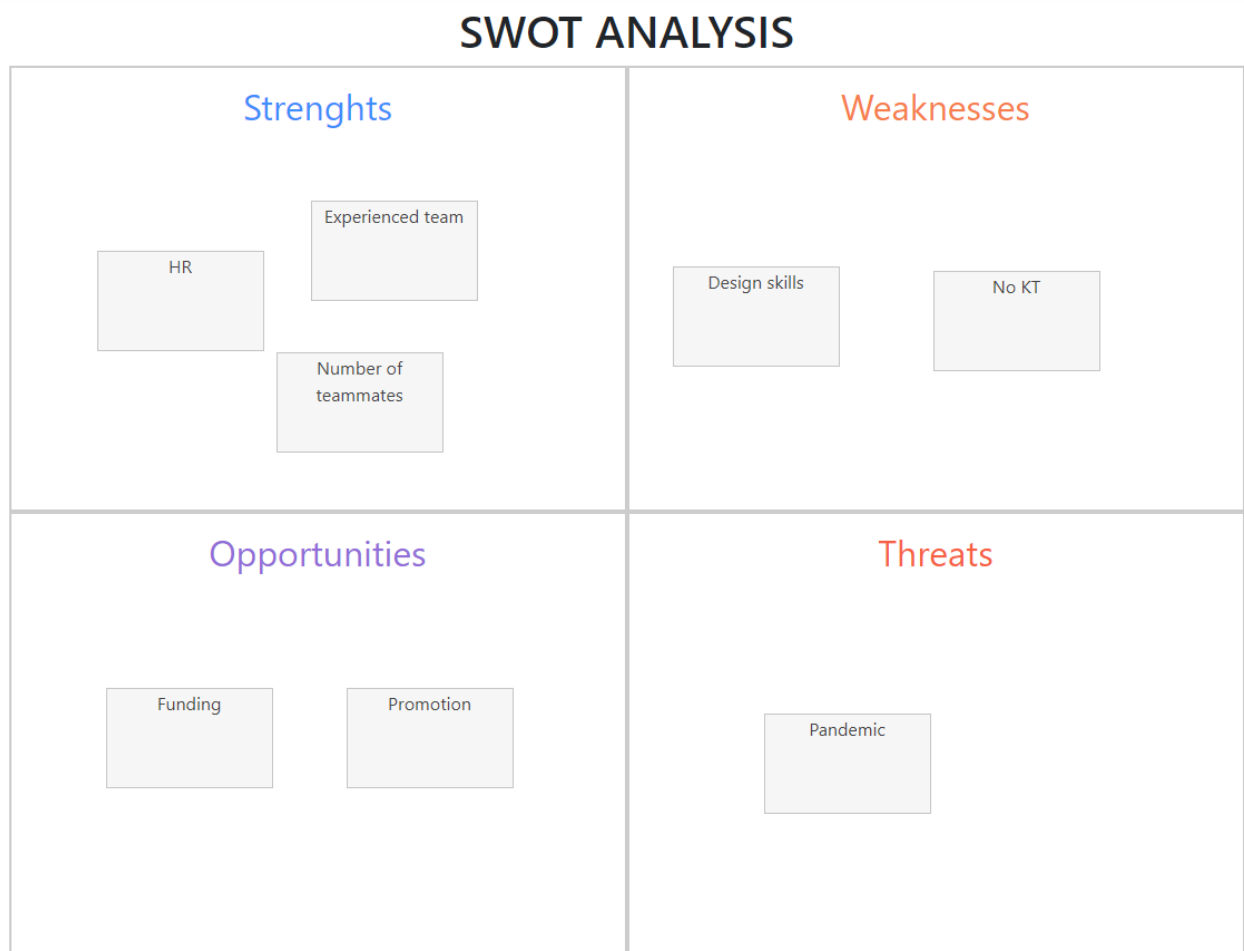 SWOT ANALYSIS
Strenghts
Experienced team
HR
Number of
teammates
Weaknesses
Design skills
No KT
Opportunities
Funding
Promotion
Threats
Pandemic